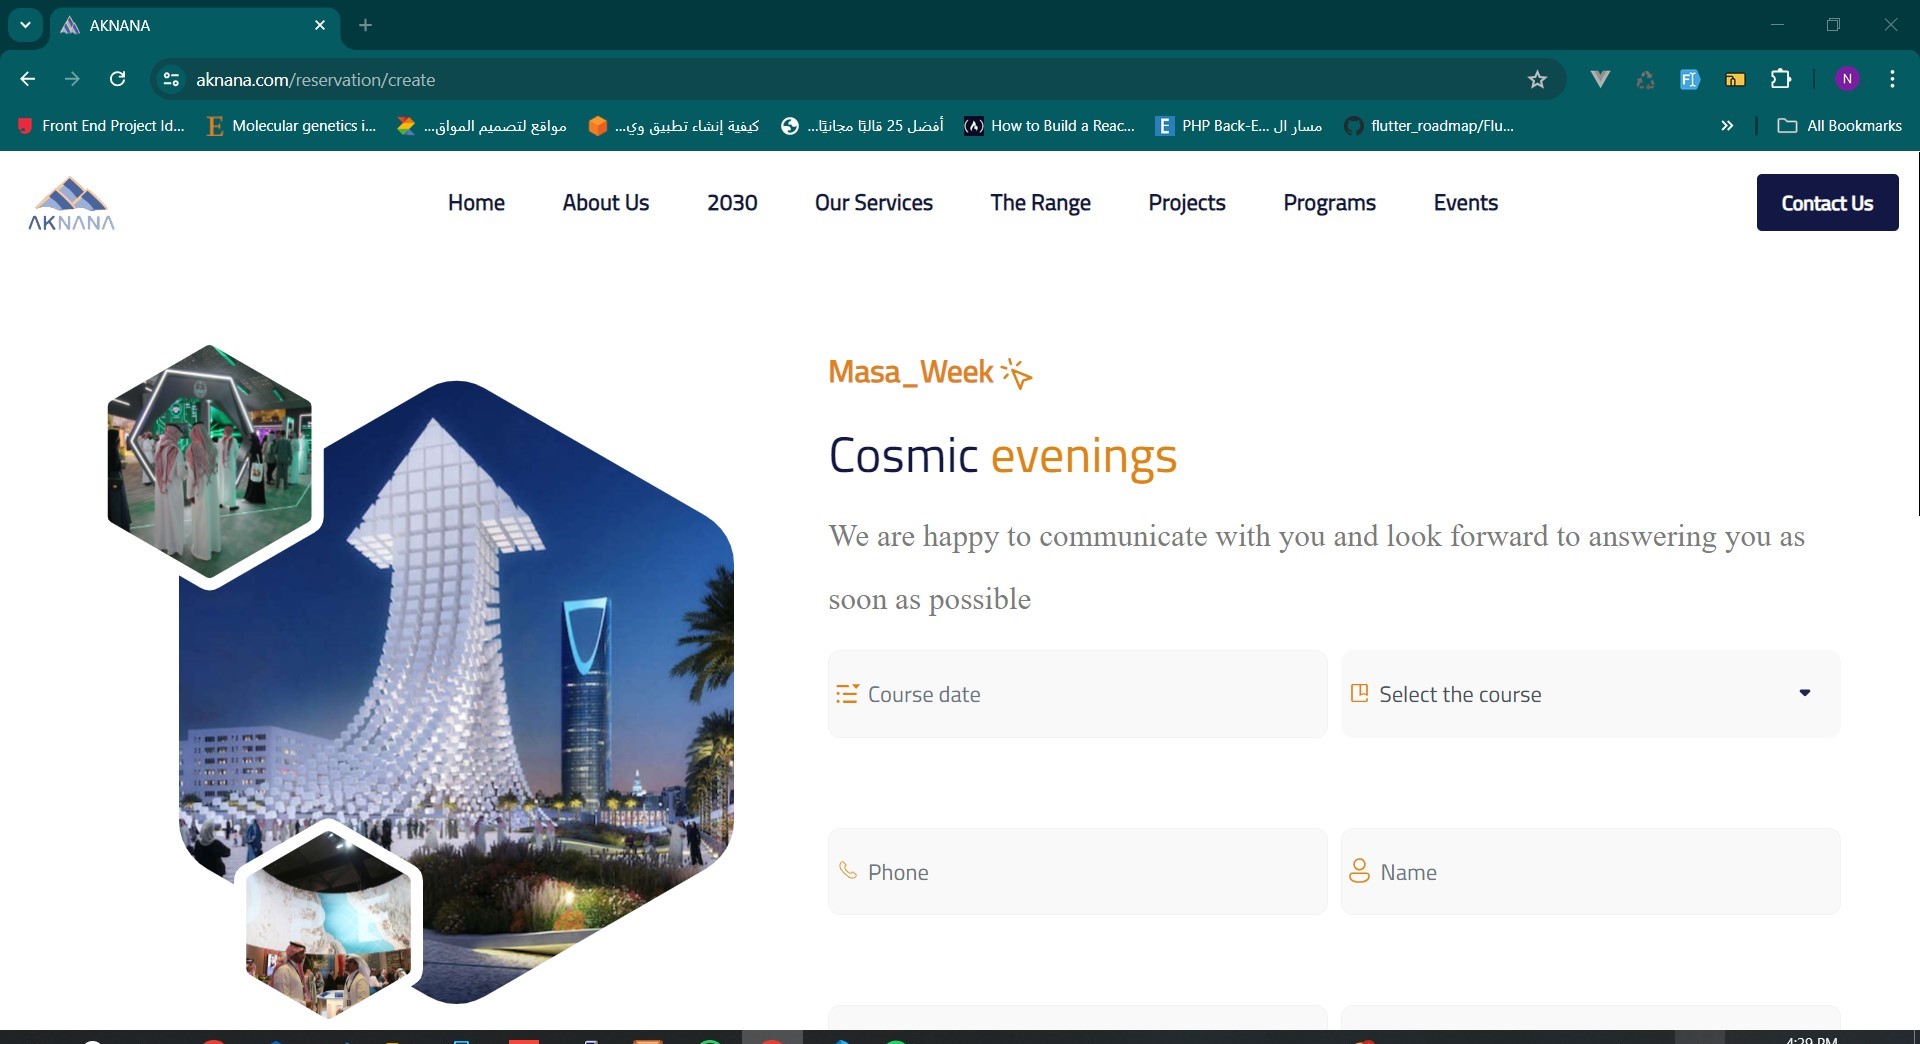 AKNANA
aknana.com/reservation/create
Front End Project Id...
Molecular genetics i...
مواقع لتصميم المواق...
كيفية إنشاء تطبيق وي...
أفضل 25 قالبًا مجانيًا...
How to Build a Reac...
PHP Back-E... مسار ال
flutter_roadmap/Flu...
All Bookmarks
N
AKNANA
Home
About Us
2030
Our Services
The Range
Projects
Programs
Events
Contact Us
Masa_Week
Cosmic evenings
We are happy to communicate with you and look forward to answering you as
soon as possible
Course date
Select the course
Phone
Name
4:29 PM